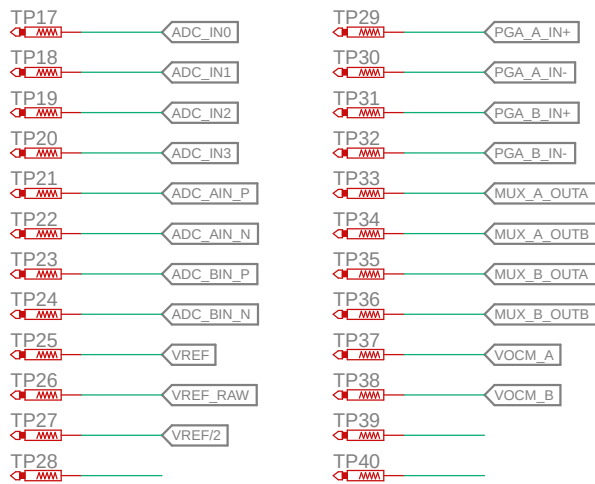 TP17 ADC_IN0
TP18 ADC_IN1
TP19 ADC_IN2
TP20 ADC_IN3
TP21 ADC_AIN_P
TP22 ADC_AIN_N
TP23 ADC_BIN_P
TP24 ADC_BIN_N
TP25 VREF
TP26 VREF_RAW
TP27 VREF/2
TP28
TP29 PGA_A_IN+
TP30 PGA_A_IN-
TP31 PGA_B_IN+
TP32 PGA_B_IN-
TP33 MUX_A_OUTA
TP34 MUX_A_OUTB
TP35 MUX_B_OUTA
TP36 MUX_B_OUTB
TP37 VOCM_A
TP38 VOCM_B
TP39
TP40